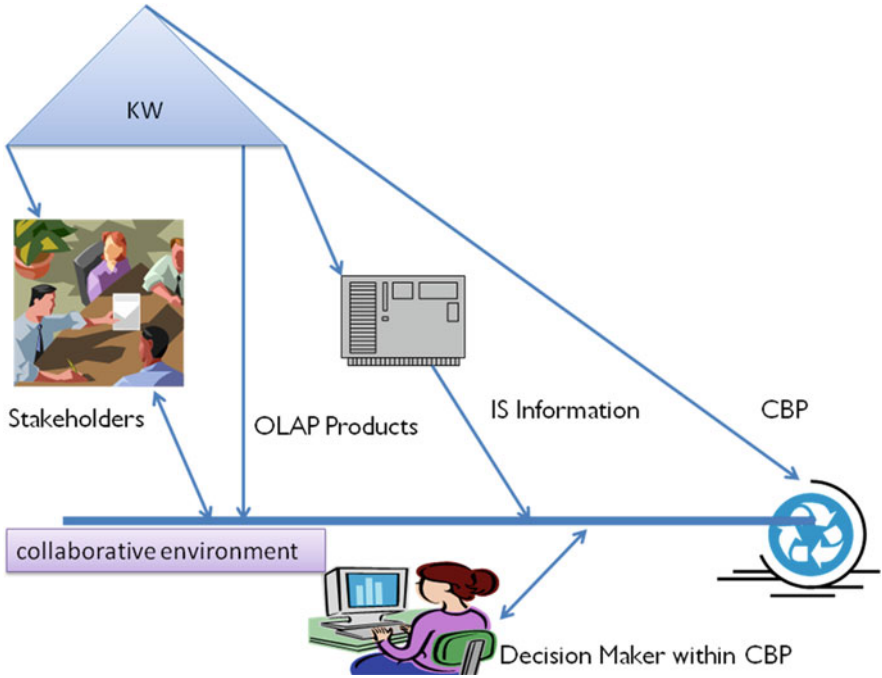 KW
Stakeholders
OLAP Products
IS Information
CBP
collaborative environment
Decision Maker within CBP